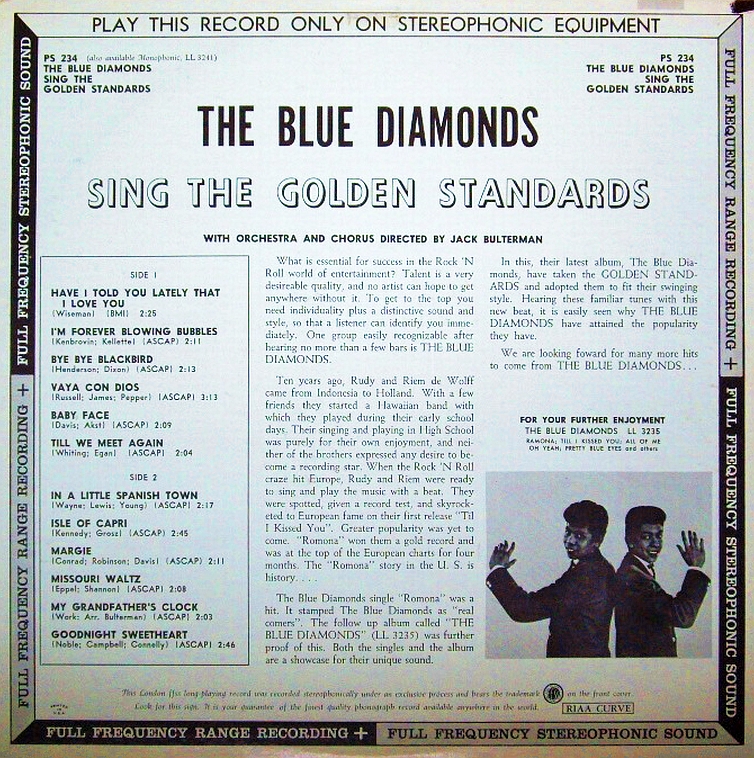 PLAY THIS RECORD ONLY ON STEREOPHONIC EQUIPMENT
PS 234 (also available Monophonic, LL 3241)
THE BLUE DIAMONDS
SING THE
GOLDEN STANDARDS
PS 234
THE BLUE DIAMONDS
SING THE
GOLDEN STANDARDS
THE BLUE DIAMONDS
SING THE GOLDEN STANDARDS
WITH ORCHESTRA AND CHORUS DIRECTED BY JACK BULTERMAN
SIDE 1
HAVE I TOLD YOU LATELY THAT
I LOVE YOU
(Wiseman) (BMI) 2:25
I'M FOREVER BLOWING BUBBLES
(Kenbrovin; Kellette) (ASCAP) 2:11
BYE BYE BLACKBIRD
(Henderson; Dixon) (ASCAP) 2:13
VAYA CON DIOS
(Russell; James; Pepper) (ASCAP) 3:13
BABY FACE
(Davis; Akst) (ASCAP) 2:09
TILL WE MEET AGAIN
(Whiting; Egan) (ASCAP) 2:04
SIDE 2
IN A LITTLE SPANISH TOWN
(Wayne; Lewis; Young) (ASCAP) 2:17
ISLE OF CAPRI
(Kennedy; Grosz) (ASCAP) 2:45
MARGIE
(Conrad; Robinson; Davis) (ASCAP) 2:11
MISSOURI WALTZ
(Eppel; Shannon) (ASCAP) 2:08
MY GRANDFATHER'S CLOCK
(Work: Arr. Bulterman) (ASCAP) 2:03
GOODNIGHT SWEETHEART
(Noble; Campbell; Connelly) (ASCAP) 2:46
What is essential for success in the Rock 'N
Roll world of entertainment? Talent is a very
desireable quality, and no artist can hope to get
anywhere without it. To get to the top you
need individuality plus a distinctive sound and
style, so that a listener can identify you imme-
diately. One group easily recognizable after
hearing no more than a few bars is THE BLUE
DIAMONDS.
Ten years ago, Rudy and Riem de Wolff
came from Indonesia to Holland. With a few
friends they started a Hawaiian band with
which they played during their early school
days. Their singing and playing in High School
was purely for their own enjoyment, and nei-
ther of the brothers expressed any desire to be-
come a recording star. When the Rock 'N Roll
craze hit Europe, Rudy and Riem were ready
to sing and play the music with a beat. They
were spotted, given a record test, and skyrock-
eted to European fame on their first release "Til
I Kissed You". Greater popularity was yet to
come. "Romona" won them a gold record and
was at the top of the European charts for four
months. The "Romona" story in the U. S. is
history. . . .
The Blue Diamonds single "Romona" was a
hit. It stamped The Blue Diamonds as "real
comers". The follow up album called "THE
BLUE DIAMONDS" (LL 3235) was further
proof of this. Both the singles and the album
are a showcase for their unique sound.
In this, their latest album, The Blue Dia-
monds, have taken the GOLDEN STAND-
ARDS and adopted them to fit their swinging
style. Hearing these familiar tunes with this
new beat, it is easily seen why THE BLUE
DIAMONDS have attained the popularity
they have.
We are looking foward for many more hits
to come from THE BLUE DIAMONDS...
FOR YOUR FURTHER ENJOYMENT
THE BLUE DIAMONDS LL 3235
RAMONA; TILL I KISSED YOU; ALL OF ME
OH YEAH; PRETTY BLUE EYES and others
This London ffss long-playing record was recorded stereophonically under an exclusive process and bears the trademark on the front cover.
Look for this sign. It is your guarantee of the finest quality phonograph record available anywhere in the world. RIAA CURVE
PRINTED
IN
U.S.A.
FULL FREQUENCY RANGE RECORDING + FULL FREQUENCY STEREOPHONIC SOUND
FULL FREQUENCY RANGE RECORDING + FULL FREQUENCY STEREOPHONIC SOUND
FULL FREQUENCY RANGE RECORDING + FULL FREQUENCY STEREOPHONIC SOUND